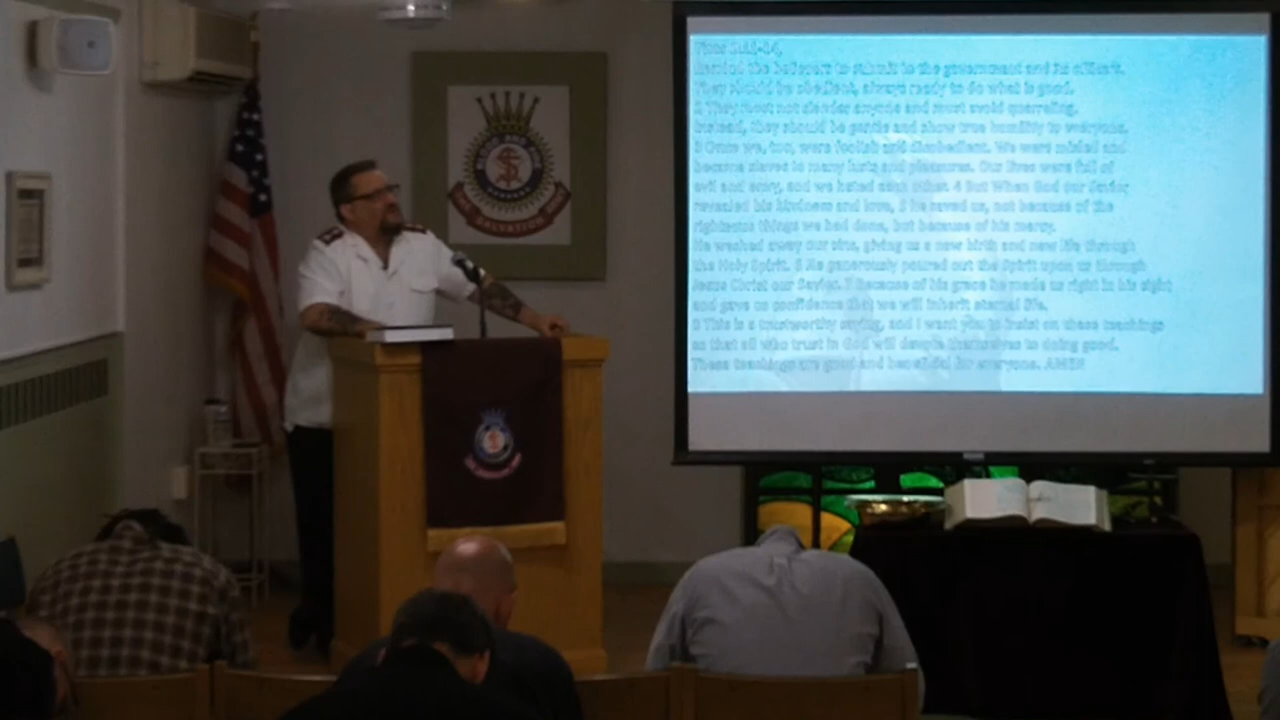 BLOOD AND FIRE
S
THE SALVATION ARMY
Remind the believers to submit to the government and its officers.
They should be obedient, always ready to do what is good.
2 They must not slander anyone and must avoid quarreling.
Instead, they should be gentle and show true humility to everyone.
3 Once we, too, were foolish and disobedient. We were misled and
became slaves to many lusts and pleasures. Our lives were full of
evil and envy, and we hated each other. 4 But When God our Savior
revealed his kindness and love, 5 he saved us, not because of the
righteous things we had done, but because of his mercy.
He washed away our sins, giving us a new birth and new life through
the Holy Spirit. 6 He generously poured out the Spirit upon us through
Jesus Christ our Savior. 7 Because of his grace he made us right in his sight
and gave us confidence that we will inherit eternal life.
8 This is a trustworthy saying, and I want you to insist on these teachings
so that all who trust in God will devote themselves to doing good.
These teachings are good and beneficial for everyone. AMEN